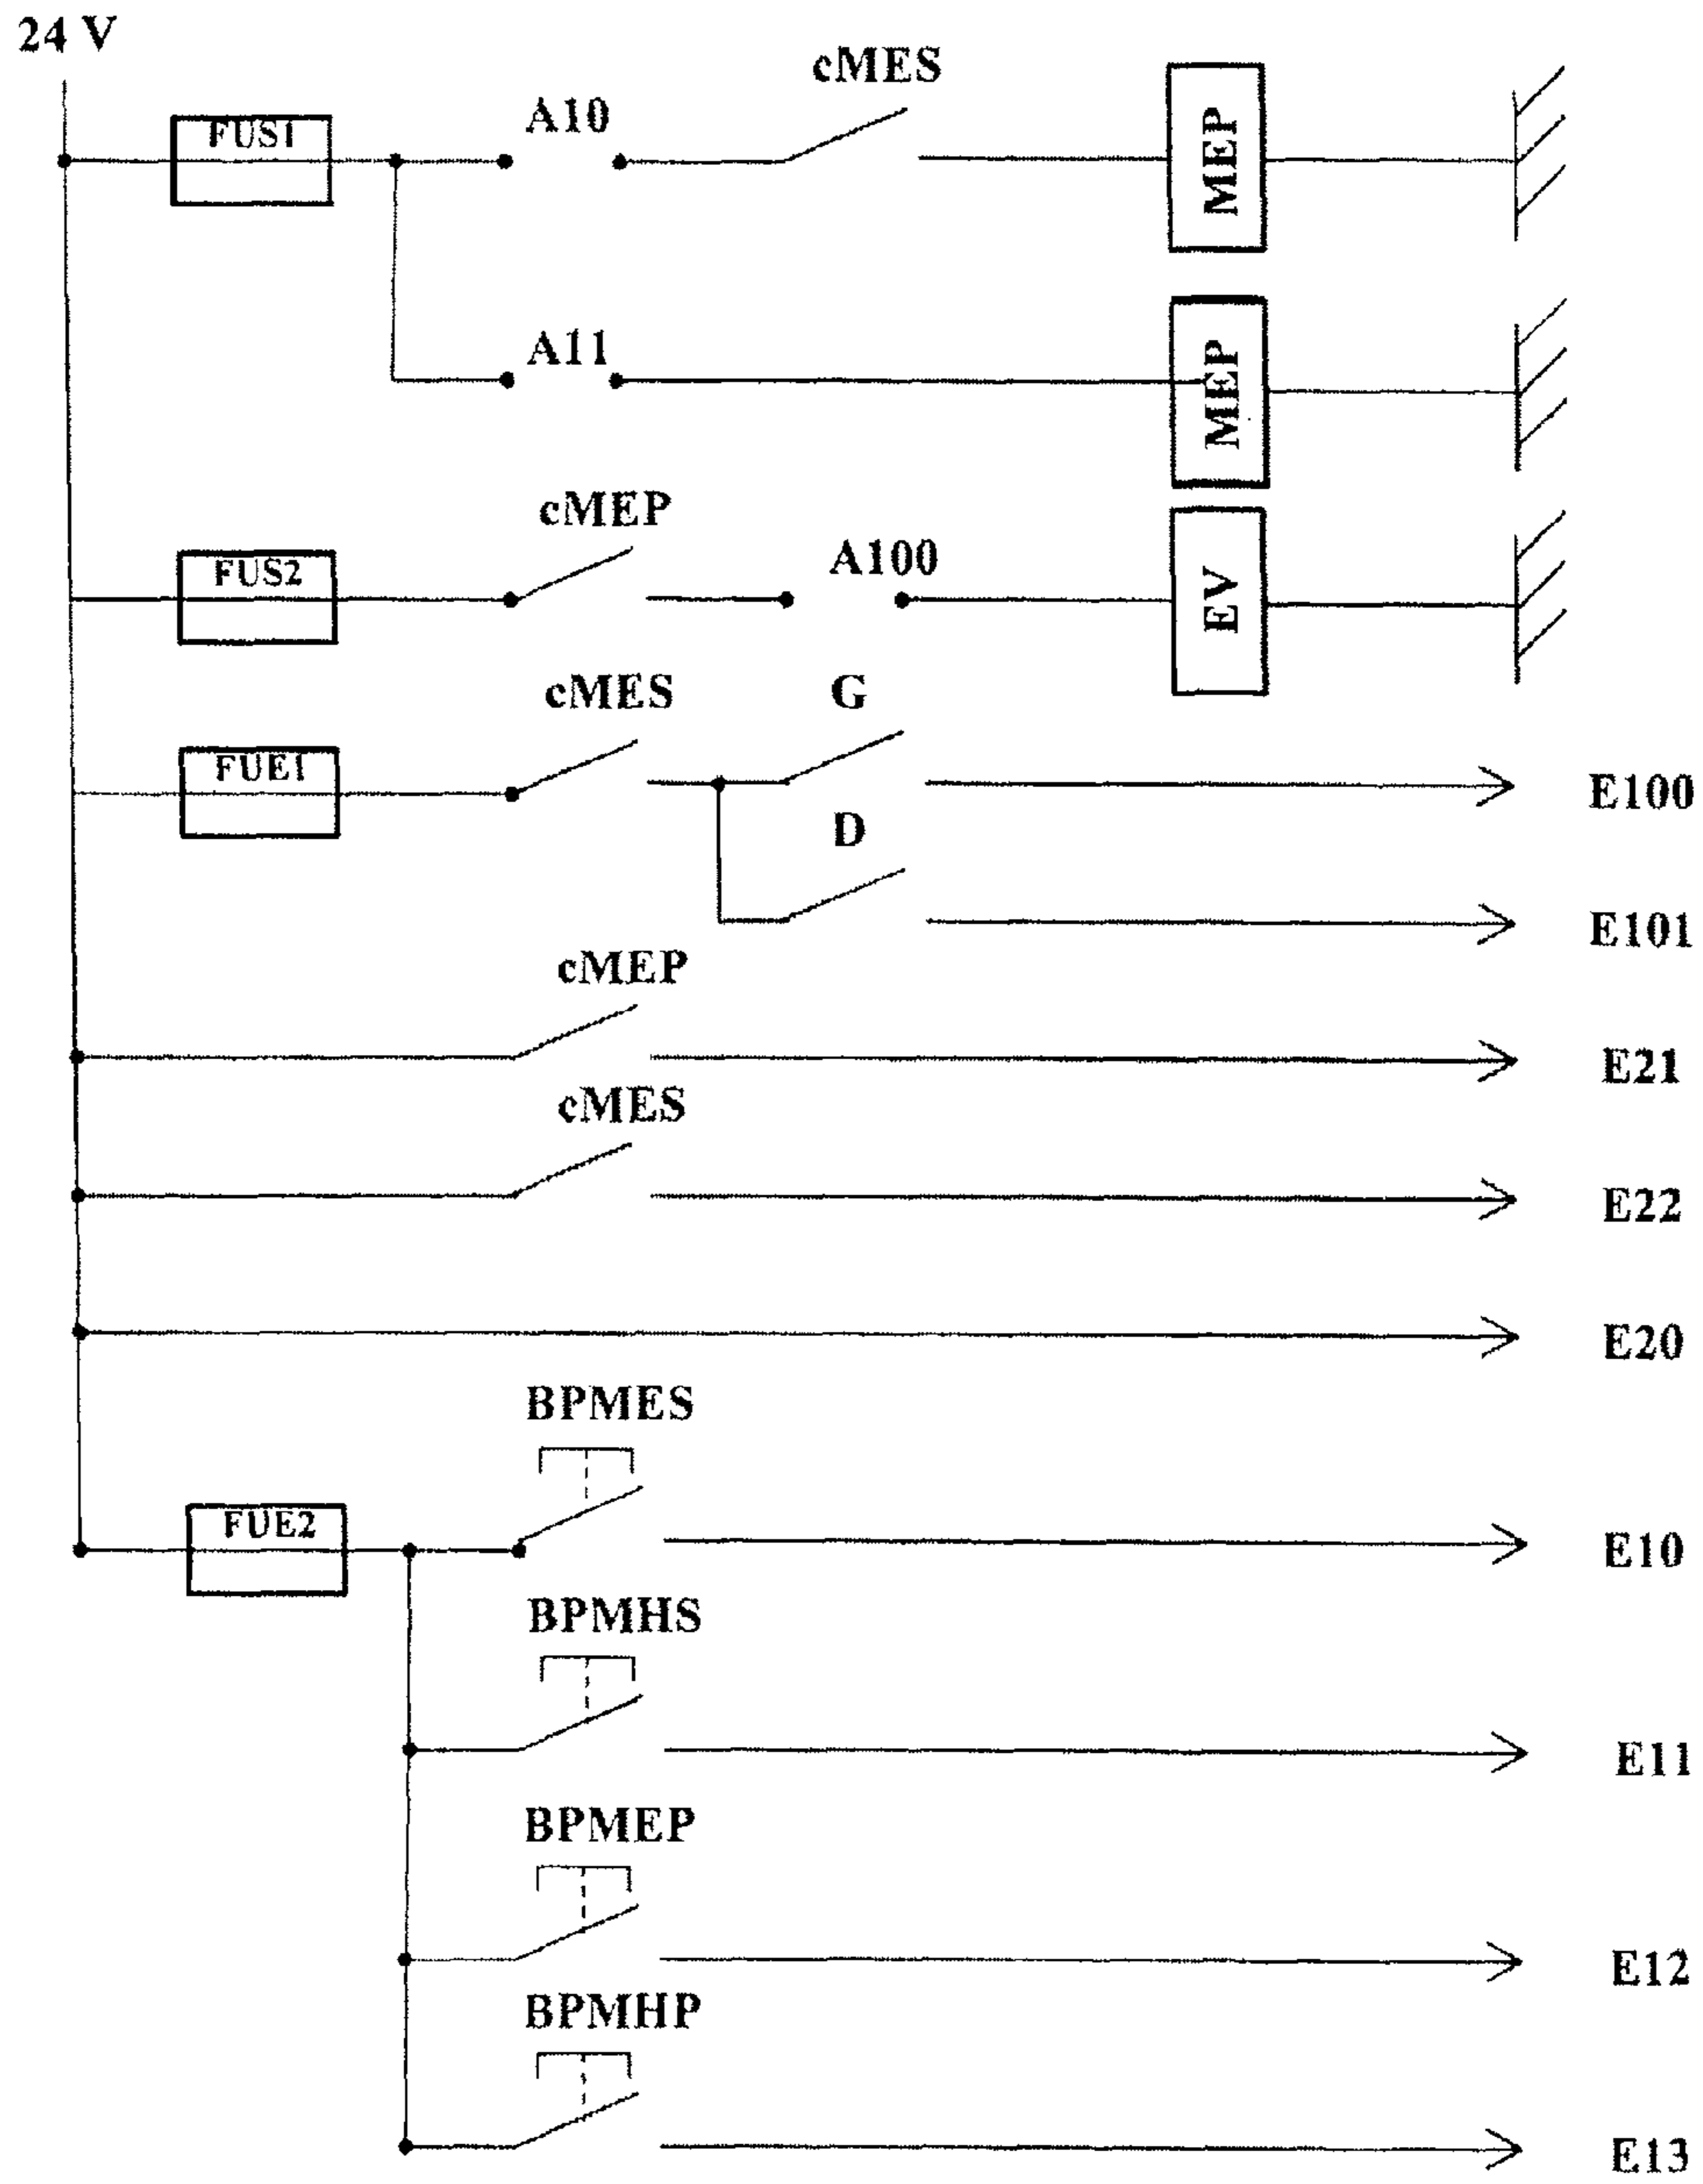 24 V
cMES
FUS1
A10
MEP
A11
MEP
cMEP
FUS2
A100
EV
cMES
G
FUE1
E100
D
E101
cMEP
E21
cMES
E22
E20
BPMES
FUE2
E10
BPMHS
E11
BPMEP
E12
BPMHP
E13